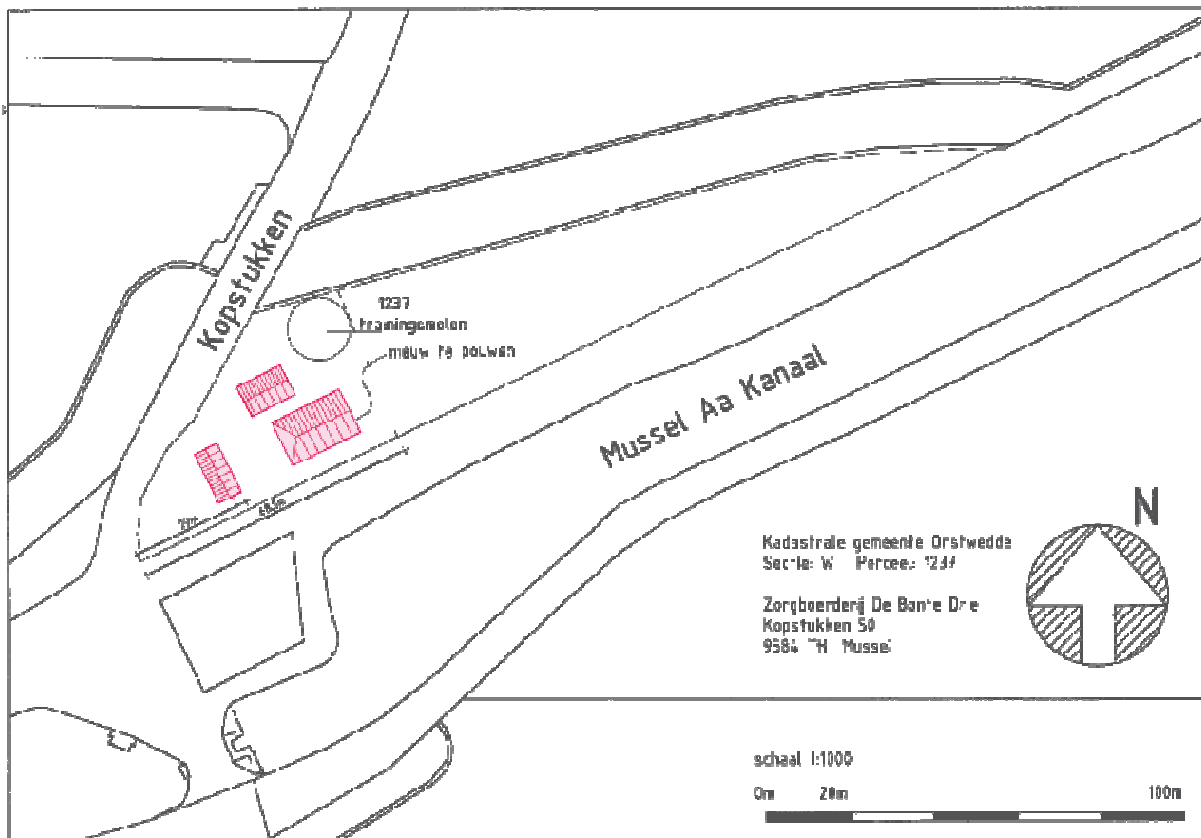 Kopstukken
1237
trainingsmolen
nieuw te bouwen
Mussel Aa Kanaal
N
Kadastrale gemeente Onstwedde
Sectie: W Perceel: 1237
Zorgboerderij De Bonte Drie
Kopstukken 50
9584 TH Mussel
schaal 1:1000
0m 20m 100m